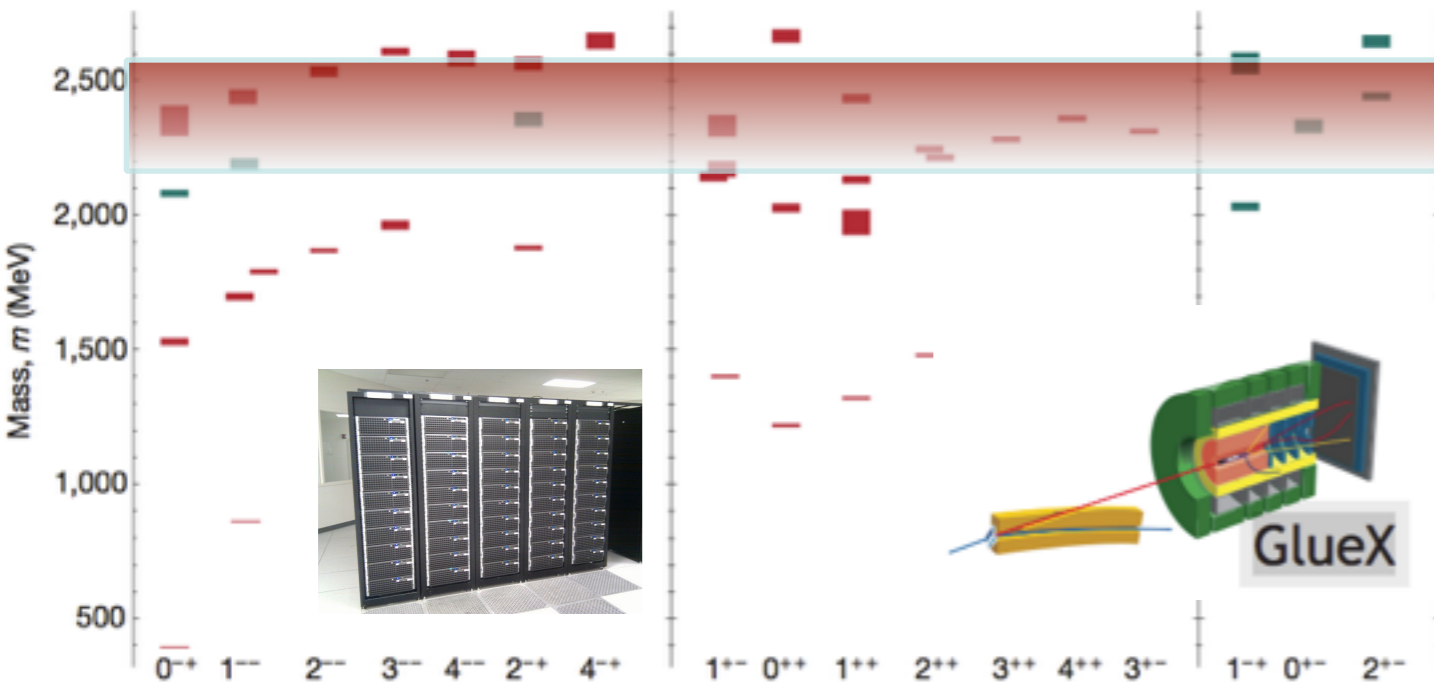 Mass, m (MeV)
2,500
2,000
1,500
1,000
500
GlueX
0⁻⁺ 1⁻⁻ 2⁻⁻ 3⁻⁻ 4⁻⁻ 2⁻⁺ 4⁻⁺ 1⁺⁻ 0⁺⁺ 1⁺⁺ 2⁺⁺ 3⁺⁺ 4⁺⁺ 3⁺⁻ 1⁻⁺ 0⁺⁻ 2⁺⁻